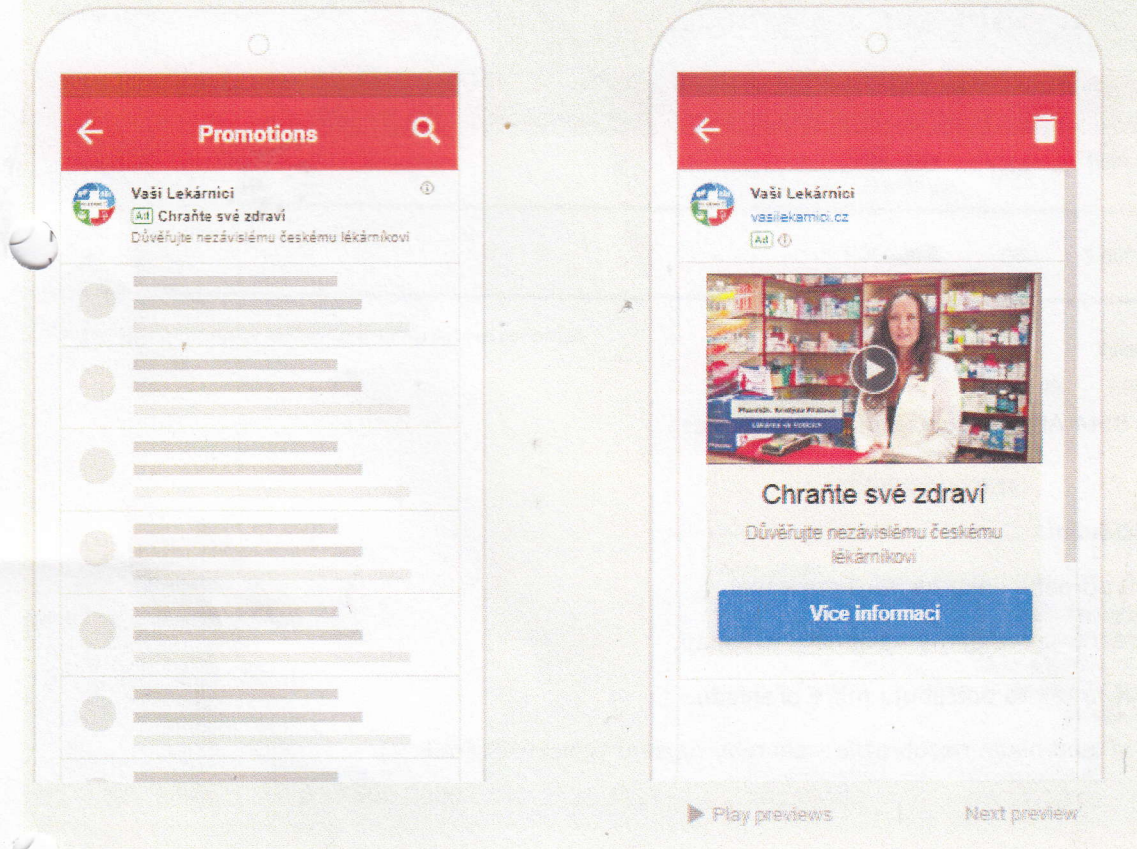 Promotions
Vaši Lekárnici
Ad Chraňte své zdraví
Důvěřujte nezávislému českému lékárníkovi
Vaši Lekárnici
vasilekarnici.cz
Ad
Chraňte své zdraví
Důvěřujte nezávislému českému
lékárníkovi
Více informací
Play previews
Next preview